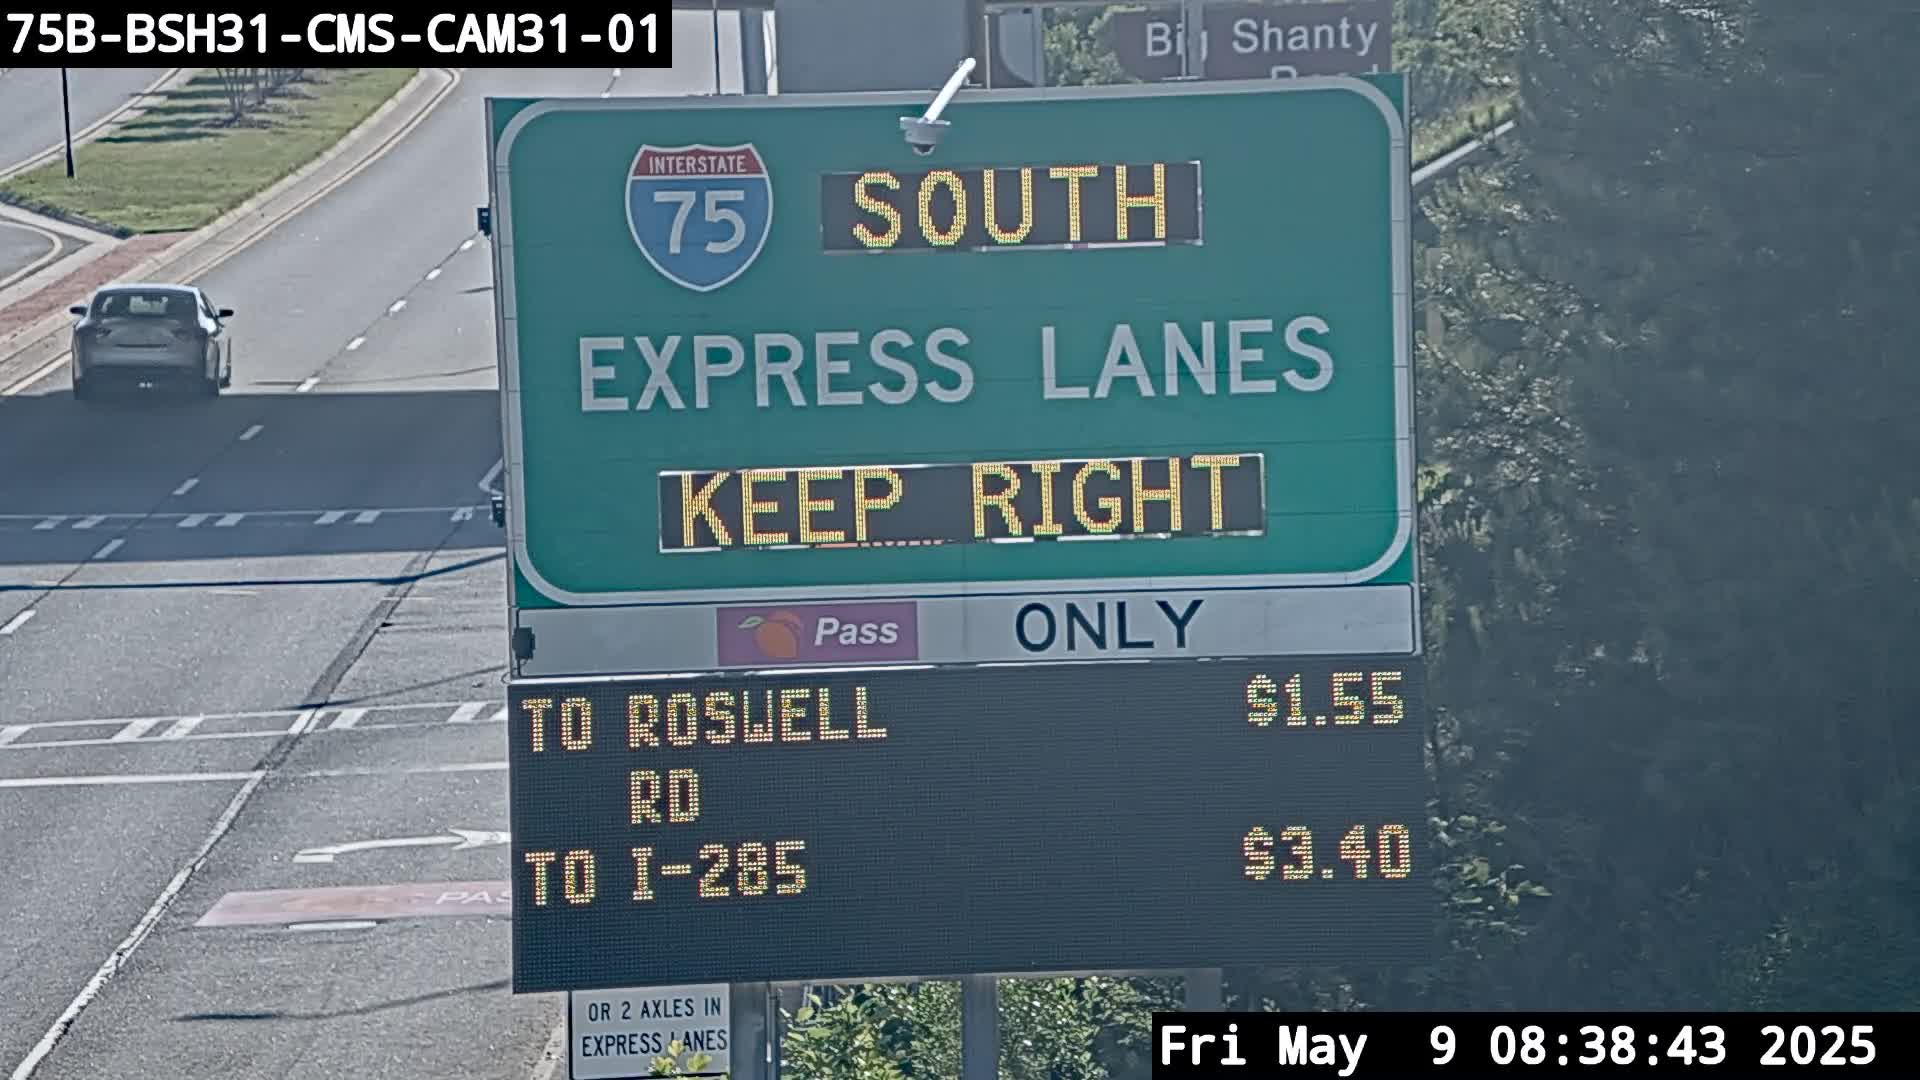 75B-BSH31-CMS-CAM31-01
Big Shanty
INTERSTATE
75
SOUTH
EXPRESS LANES
KEEP RIGHT
Pass ONLY
TO ROSWELL $1.55
RD
TO I-285 $3.40
PAS
OR 2 AXLES IN
EXPRESS LANES
Fri May 9 08:38:43 2025